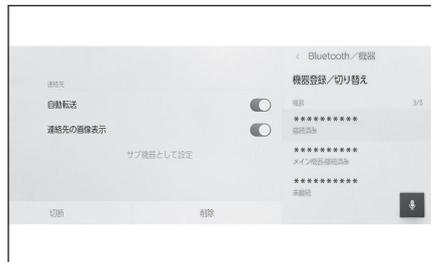 連絡先
自動転送
連絡先の画像表示
サブ機器として設定
切断
削除
< Bluetooth／機器
機器登録／切り替え
機器 3/5
**********
接続済み
**********
メイン機器-接続済み
**********
未接続